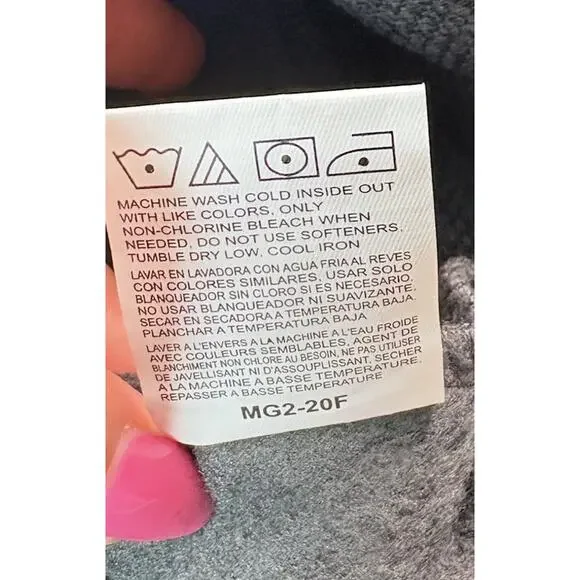 MACHINE WASH COLD INSIDE OUT
WITH LIKE COLORS, ONLY
NON-CHLORINE BLEACH WHEN
NEEDED, DO NOT USE SOFTENERS,
TUMBLE DRY LOW, COOL IRON
LAVAR EN LAVADORA CON AGUA FRIA AL REVES
CON COLORES SIMILARES, USAR SOLO
BLANQUEADOR SIN CLORO SI ES NECESARIO.
NO USAR BLANQUEADOR NI SUAVIZANTE,
SECAR EN SECADORA A TEMPERATURA BAJA.
PLANCHAR A TEMPERATURA BAJA.
LAVER A L'ENVERS A LA MACHINE A L'EAU FROIDE
AVEC COULEURS SEMBLABLES, AGENT DE
BLANCHIMENT NON CHLORE AU BESOIN, NE PAS UTILISER
DE JAVELLISANT NI D'ASSOUPLISSANT, SECHER
A LA MACHINE A BASSE TEMPERATURE.
REPASSER A BASSE TEMPERATURE
MG2-20F